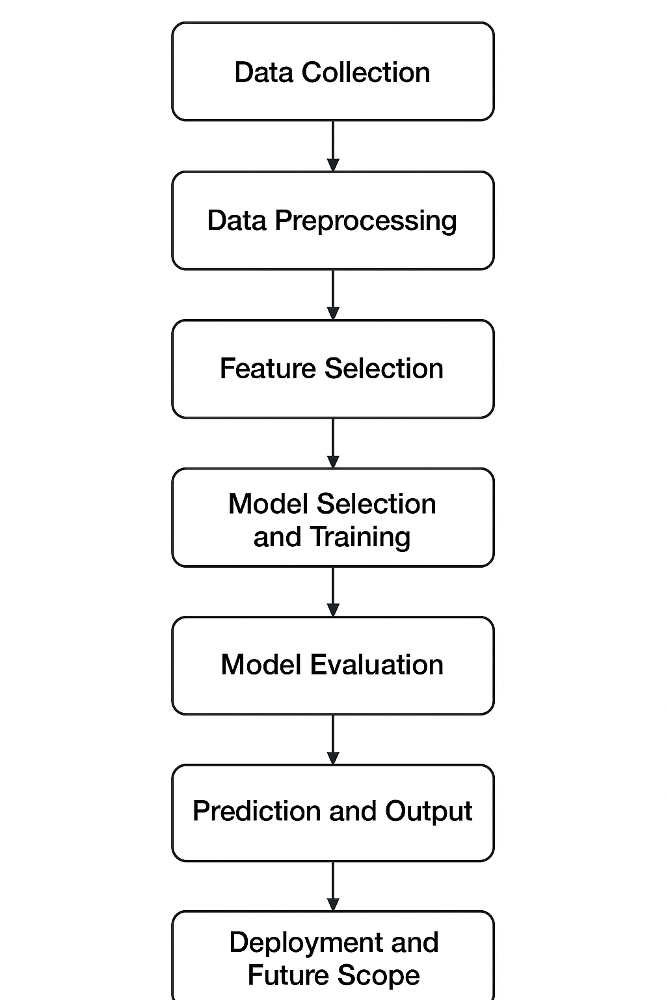 Data Collection
Data Preprocessing
Feature Selection
Model Selection
and Training
Model Evaluation
Prediction and Output
Deployment and
Future Scope